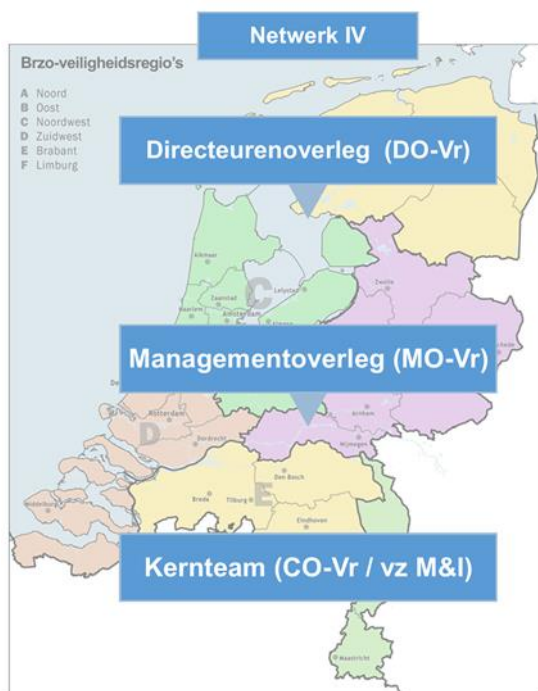 Netwerk IV
Brzo-veiligheidsregio's
A Noord
B Oost
C Noordwest
D Zuidwest
E Brabant
F Limburg
Directeurenoverleg (DO-Vr)
Alkmaar
Lelystad
Zwolle
Zaanstad
C
Haarlem
Amsterdam
Managementoverleg (MO-Vr)
Rotterdam
Arnhem
D
Dordrecht
Nijmegen
Den Bosch
Middelburg
Breda
Tilburg
E
Eindhoven
Kernteam (CO-Vr / vz M&I)
Maastricht